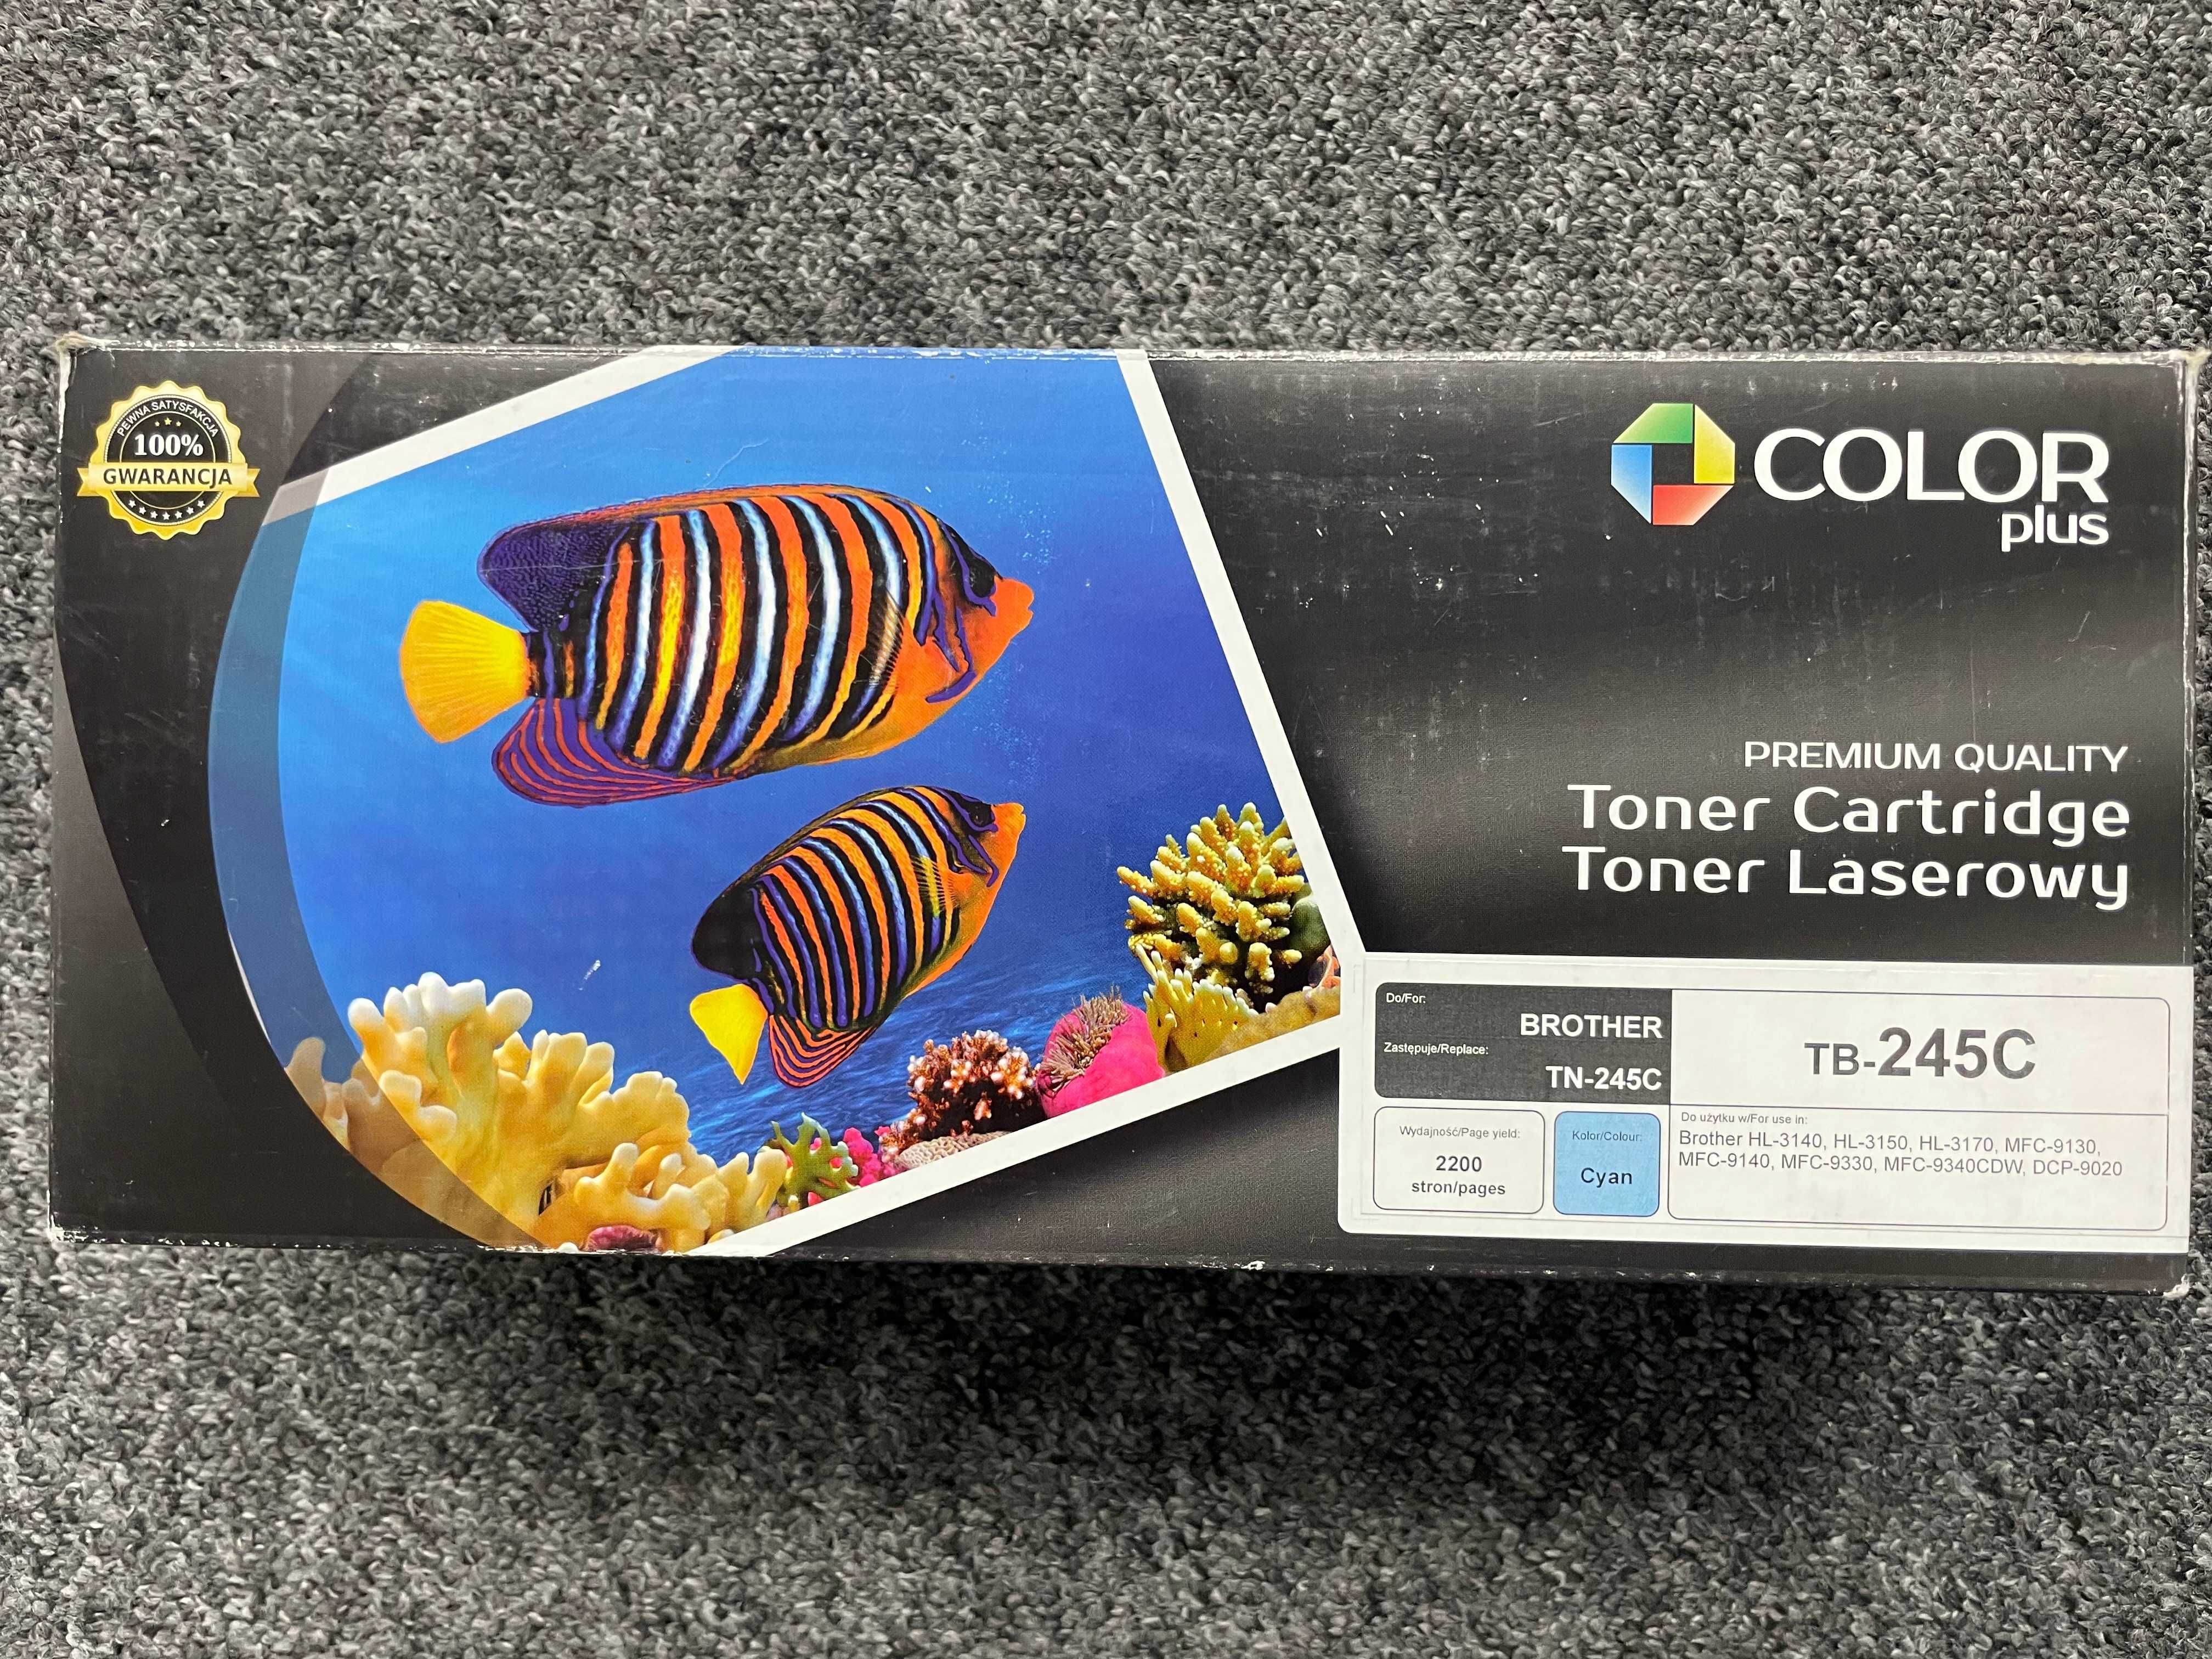 PEWNA SATYSFAKCJA
100%
GWARANCJA
COLOR
plus
PREMIUM QUALITY
Toner Cartridge
Toner Laserowy
Do/For:
BROTHER
Zastępuje/Replace:
TN-245C
TB-245C
Wydajność/Page yield:
2200
stron/pages
Kolor/Colour:
Cyan
Do użytku w/For use in:
Brother HL-3140, HL-3150, HL-3170, MFC-9130,
MFC-9140, MFC-9330, MFC-9340CDW, DCP-9020